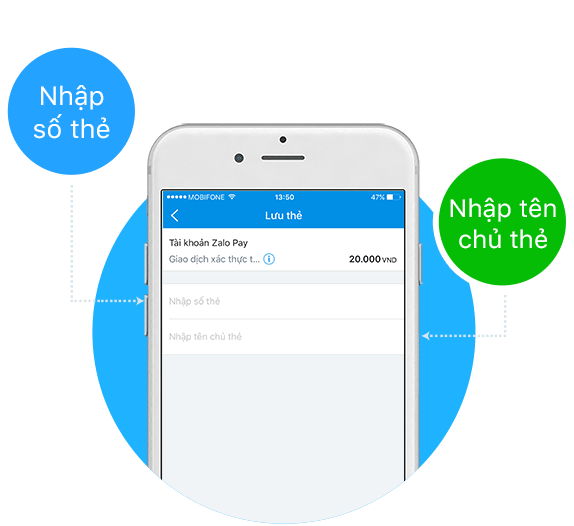 Nhập
số thẻ
Nhập tên
chủ thẻ
MOBIFONE
13:50
47%
Lưu thẻ
Tài khoản Zalo Pay
Giao dịch xác thực t...
20.000 VND
Nhập số thẻ
Nhập tên chủ thẻ